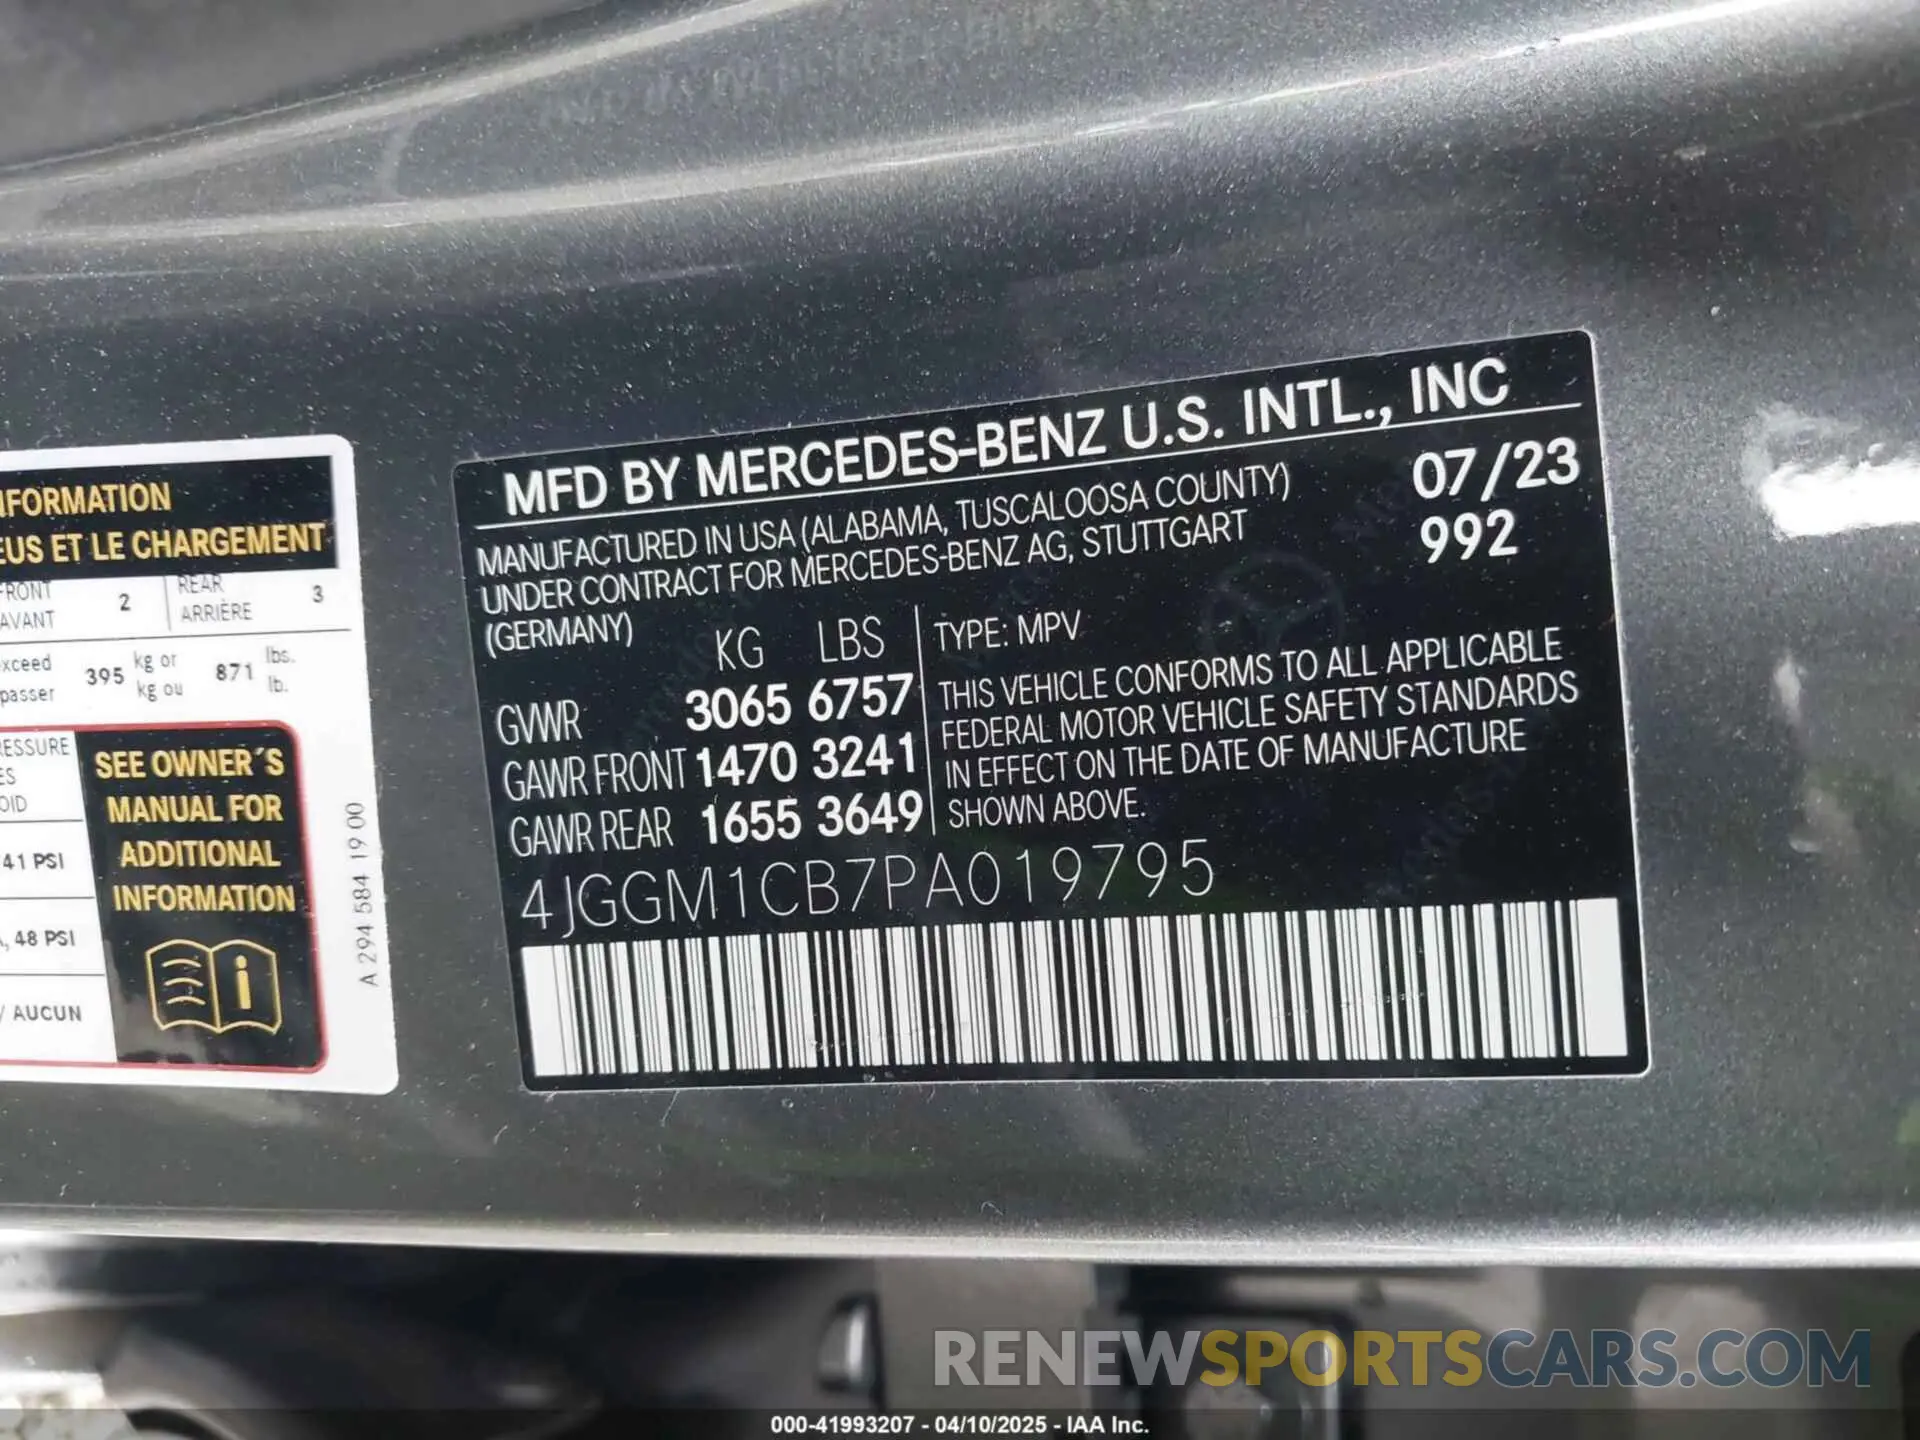 NFORMATION
EUS ET LE CHARGEMENT
FRONT
AVANT
2
REAR
ARRIÈRE
3
xceed
passer
395
kg or
kg ou
871
lbs.
lb.
RESSURE
ES
OID
41 PSI
, 48 PSI
/ AUCUN
SEE OWNER´S
MANUAL FOR
ADDITIONAL
INFORMATION
A 294 584 19 00
MFD BY MERCEDES-BENZ U.S. INTL., INC
MANUFACTURED IN USA (ALABAMA, TUSCALOOSA COUNTY)
UNDER CONTRACT FOR MERCEDES-BENZ AG, STUTTGART
(GERMANY)
07/23
992
KG LBS
GVWR 3065 6757
GAWR FRONT 1470 3241
GAWR REAR 1655 3649
TYPE: MPV
THIS VEHICLE CONFORMS TO ALL APPLICABLE
FEDERAL MOTOR VEHICLE SAFETY STANDARDS
IN EFFECT ON THE DATE OF MANUFACTURE
SHOWN ABOVE.
4JGGM1CB7PA019795
RENEWSPORTSCARS.COM
000-41993207 - 04/10/2025 - IAA Inc.